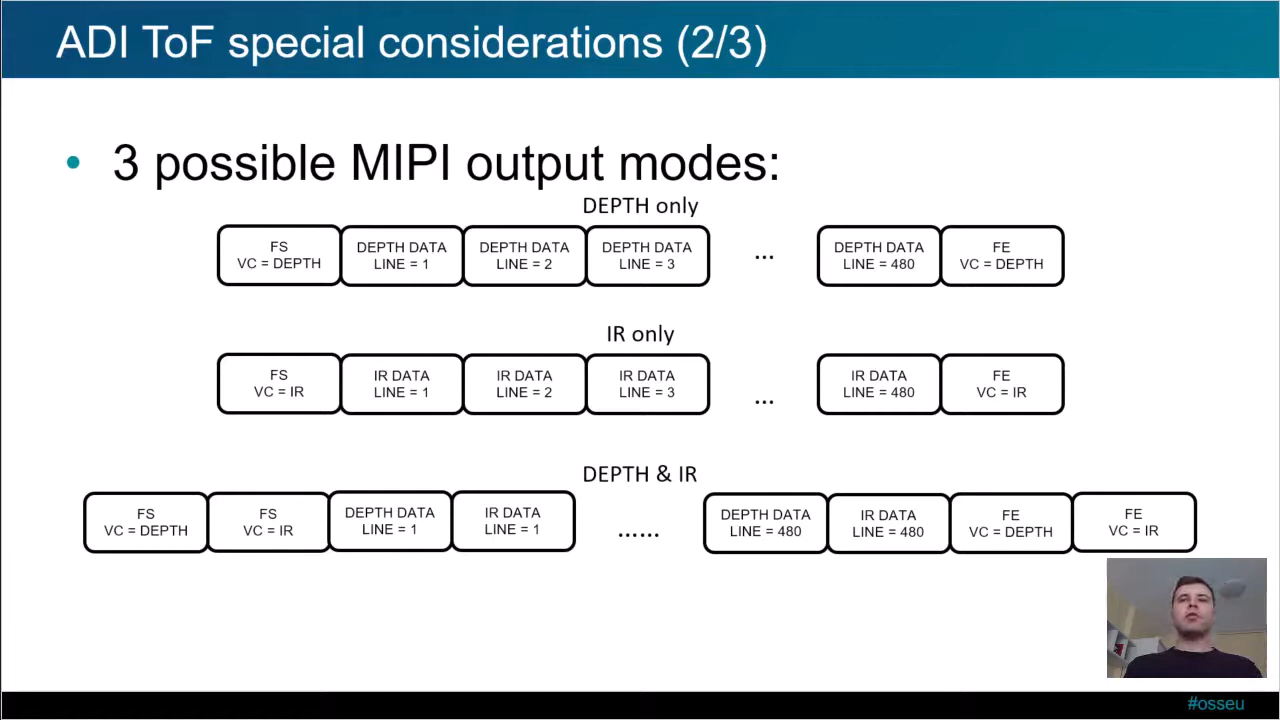 ADI ToF special considerations (2/3)
• 3 possible MIPI output modes:
DEPTH only
FS
VC = DEPTH
DEPTH DATA
LINE = 1
DEPTH DATA
LINE = 2
DEPTH DATA
LINE = 3
...
DEPTH DATA
LINE = 480
FE
VC = DEPTH
IR only
FS
VC = IR
IR DATA
LINE = 1
IR DATA
LINE = 2
IR DATA
LINE = 3
...
IR DATA
LINE = 480
FE
VC = IR
DEPTH & IR
FS
VC = DEPTH
FS
VC = IR
DEPTH DATA
LINE = 1
IR DATA
LINE = 1
......
DEPTH DATA
LINE = 480
IR DATA
LINE = 480
FE
VC = DEPTH
FE
VC = IR
#osseu